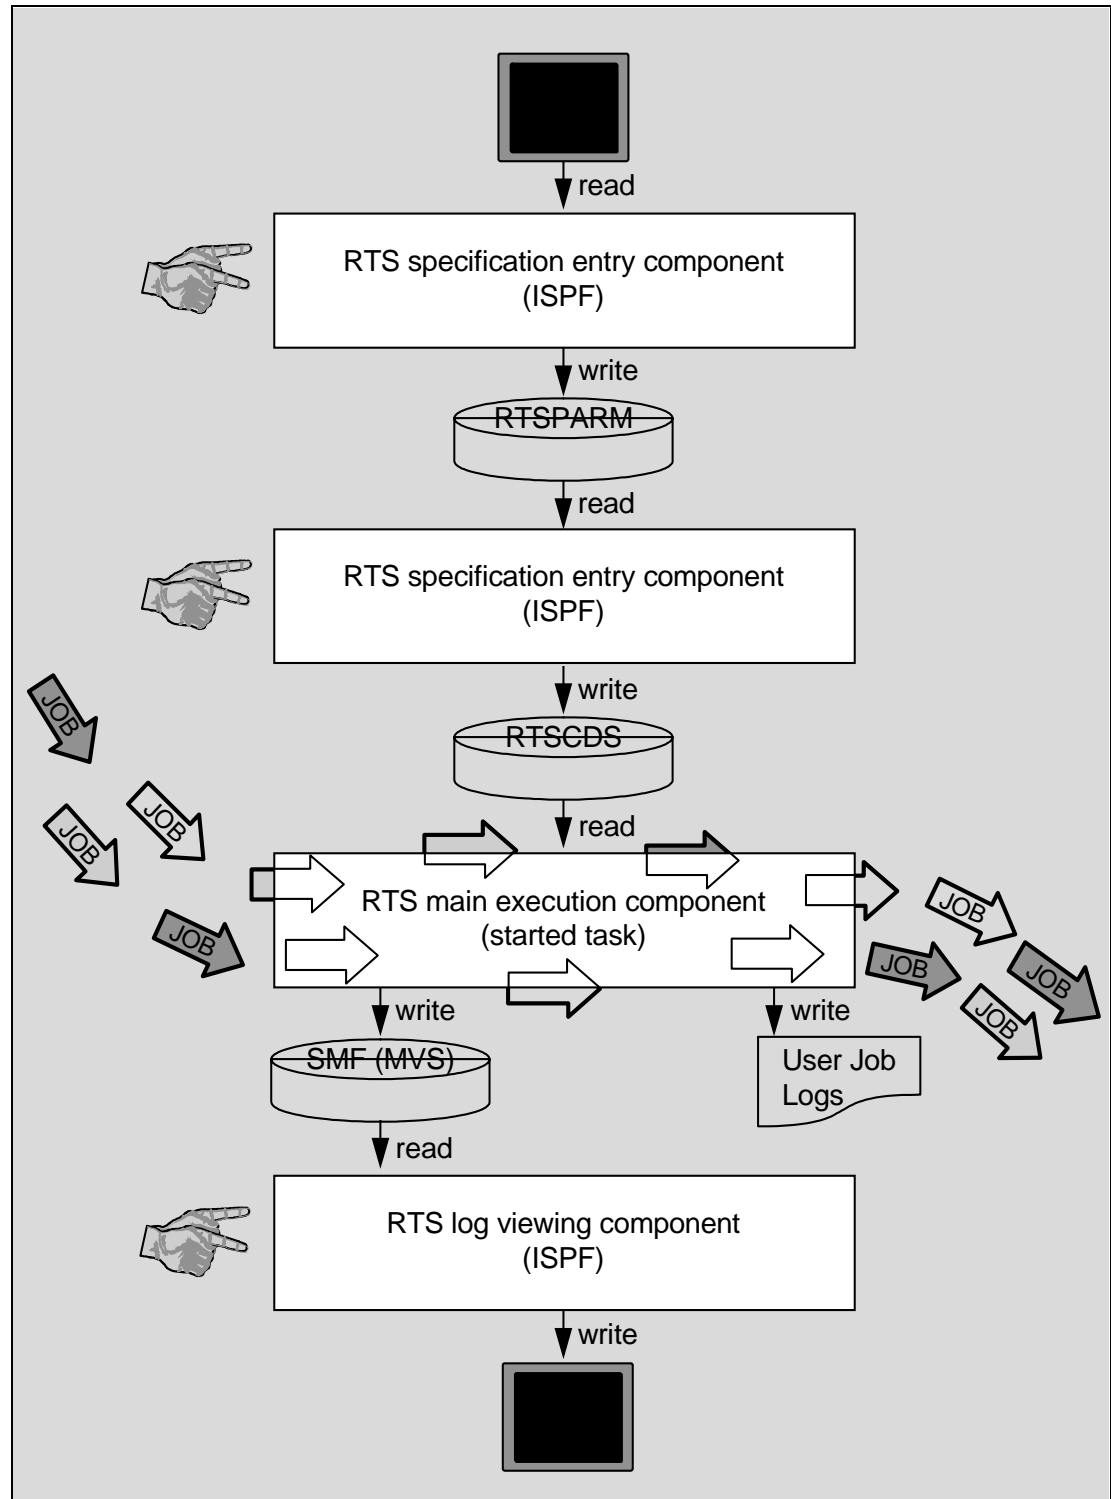 read
RTS specification entry component
(ISPF)
write
RTSPARM
read
RTS specification entry component
(ISPF)
write
RTSCDS
read
JOB
JOB
JOB
JOB
RTS main execution component
(started task)
JOB
JOB
JOB
JOB
write
write
SMF (MVS)
User Job
Logs
read
RTS log viewing component
(ISPF)
write